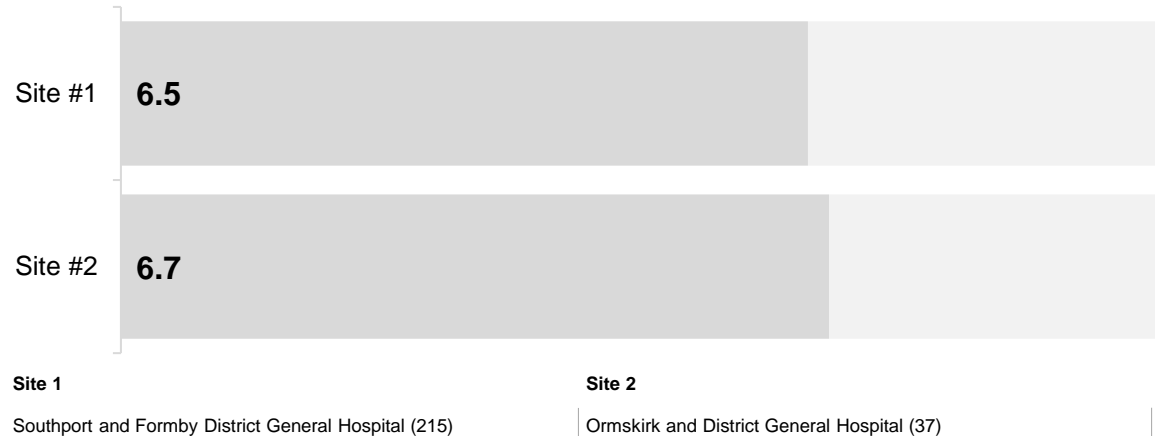 Site #1 6.5
Site #2 6.7
Site 1 Site 2
Southport and Formby District General Hospital (215) Ormskirk and District General Hospital (37)